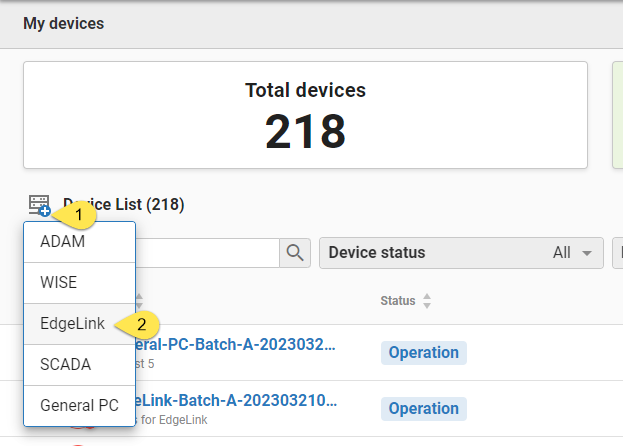 My devices
Total devices
218
Device List (218)
1
ADAM
Device status
All
WISE
Status
EdgeLink
2
eral-PC-Batch-A-2023032...
Operation
st 5
SCADA
General PC
eLink-Batch-A-202303210...
Operation
s for EdgeLink